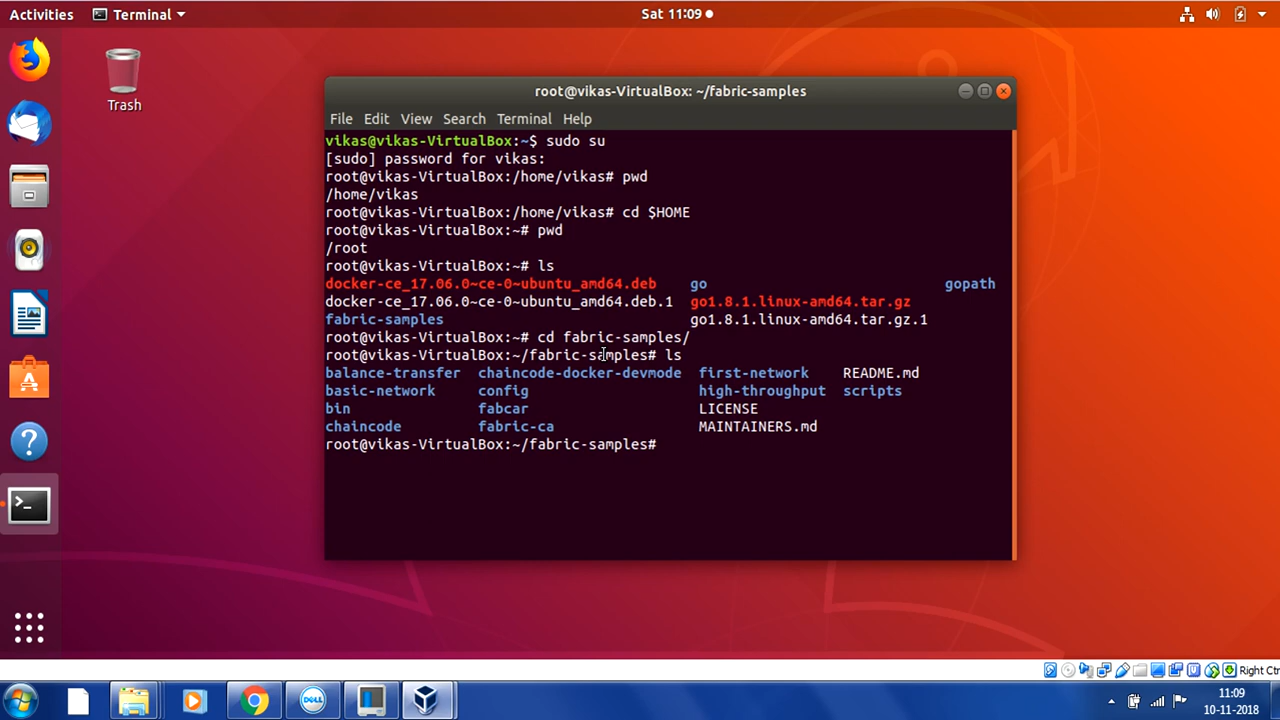 Activities Terminal Sat 11:09
Trash
root@vikas-VirtualBox: ~/fabric-samples
File Edit View Search Terminal Help
vikas@vikas-VirtualBox:~$ sudo su
[sudo] password for vikas:
root@vikas-VirtualBox:/home/vikas# pwd
/home/vikas
root@vikas-VirtualBox:/home/vikas# cd $HOME
root@vikas-VirtualBox:~# pwd
/root
root@vikas-VirtualBox:~# ls
docker-ce_17.06.0~ce-0~ubuntu_amd64.deb go gopath
docker-ce_17.06.0~ce-0~ubuntu_amd64.deb.1 go1.8.1.linux-amd64.tar.gz
fabric-samples go1.8.1.linux-amd64.tar.gz.1
root@vikas-VirtualBox:~# cd fabric-samples/
root@vikas-VirtualBox:~/fabric-samples# ls
balance-transfer chaincode-docker-devmode first-network README.md
basic-network config high-throughput scripts
bin fabcar LICENSE
chaincode fabric-ca MAINTAINERS.md
root@vikas-VirtualBox:~/fabric-samples#
Right Ctr
DELL
11:09
10-11-2018